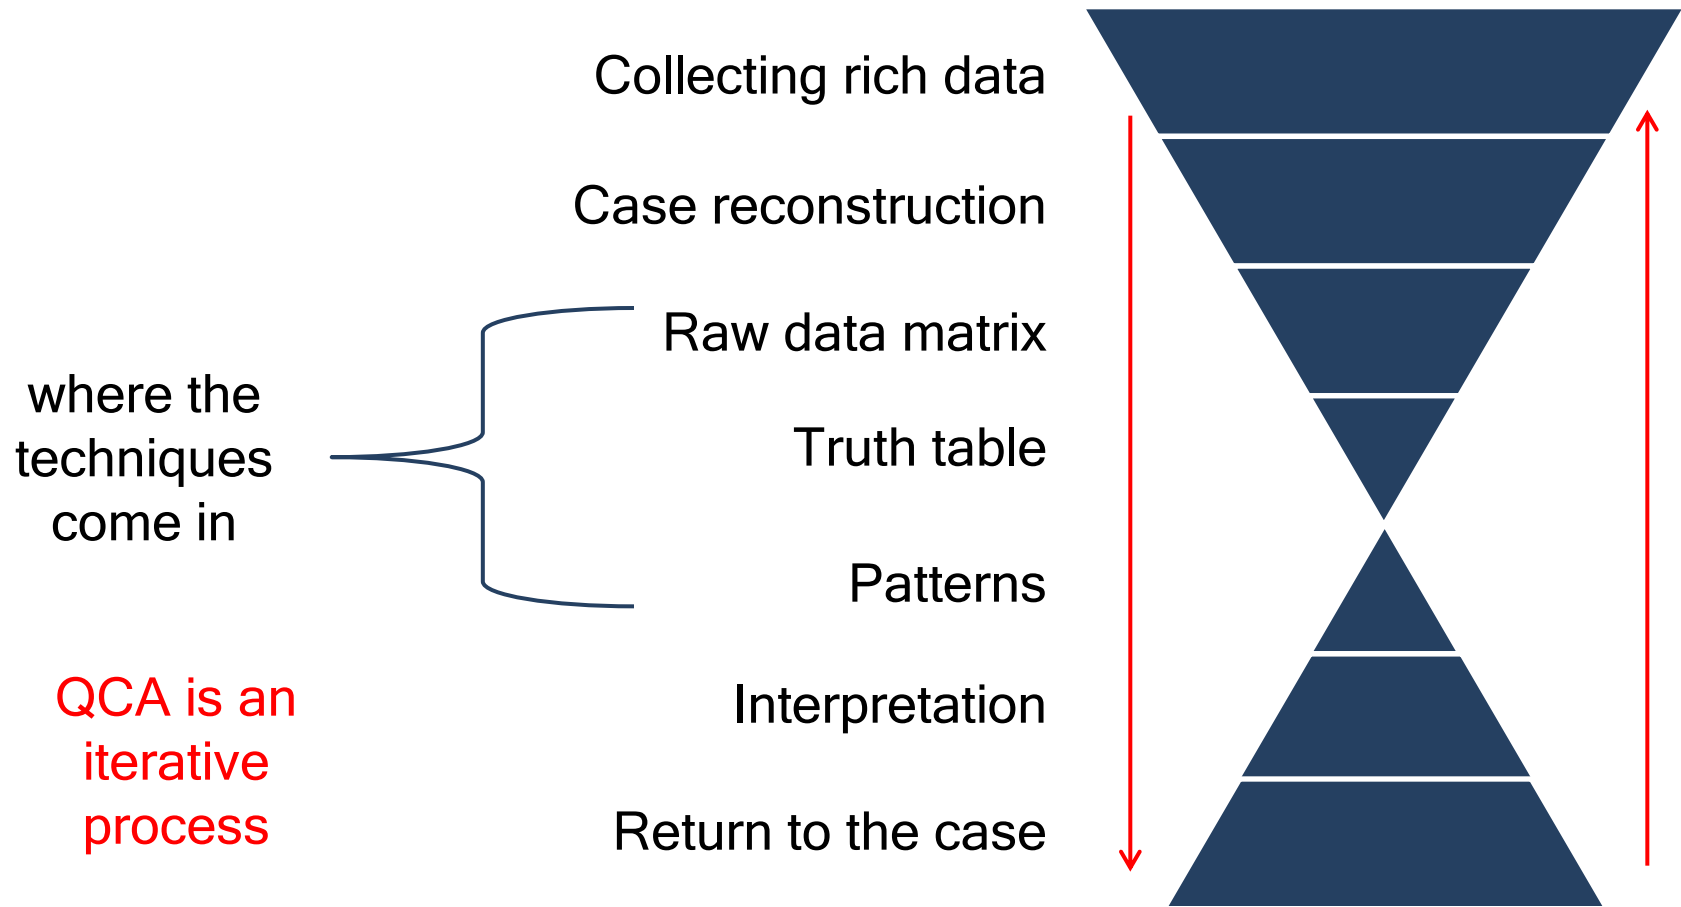 Collecting rich data
Case reconstruction
Raw data matrix
Truth table
Patterns
Interpretation
Return to the case
where the
techniques
come in
QCA is an
iterative
process